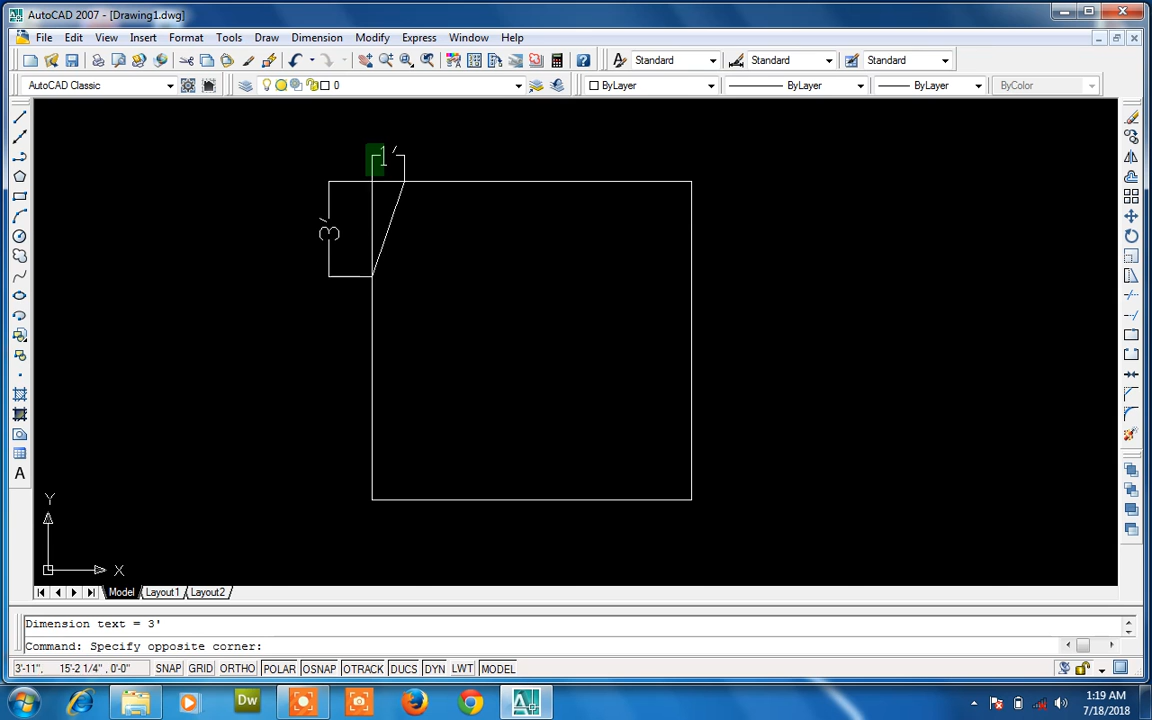 AutoCAD 2007 - [Drawing1.dwg]
File Edit View Insert Format Tools Draw Dimension Modify Express Window Help
Standard Standard Standard
AutoCAD Classic 0 ByLayer ByLayer ByLayer ByColor
1'
3'
Y
X
Model Layout1 Layout2
Dimension text = 3'
Command: Specify opposite corner:
3'-11", 15'-2 1/4", 0'-0" SNAP GRID ORTHO POLAR OSNAP OTRACK DUCS DYN LWT MODEL
A
Dw
1:19 AM
7/18/2018